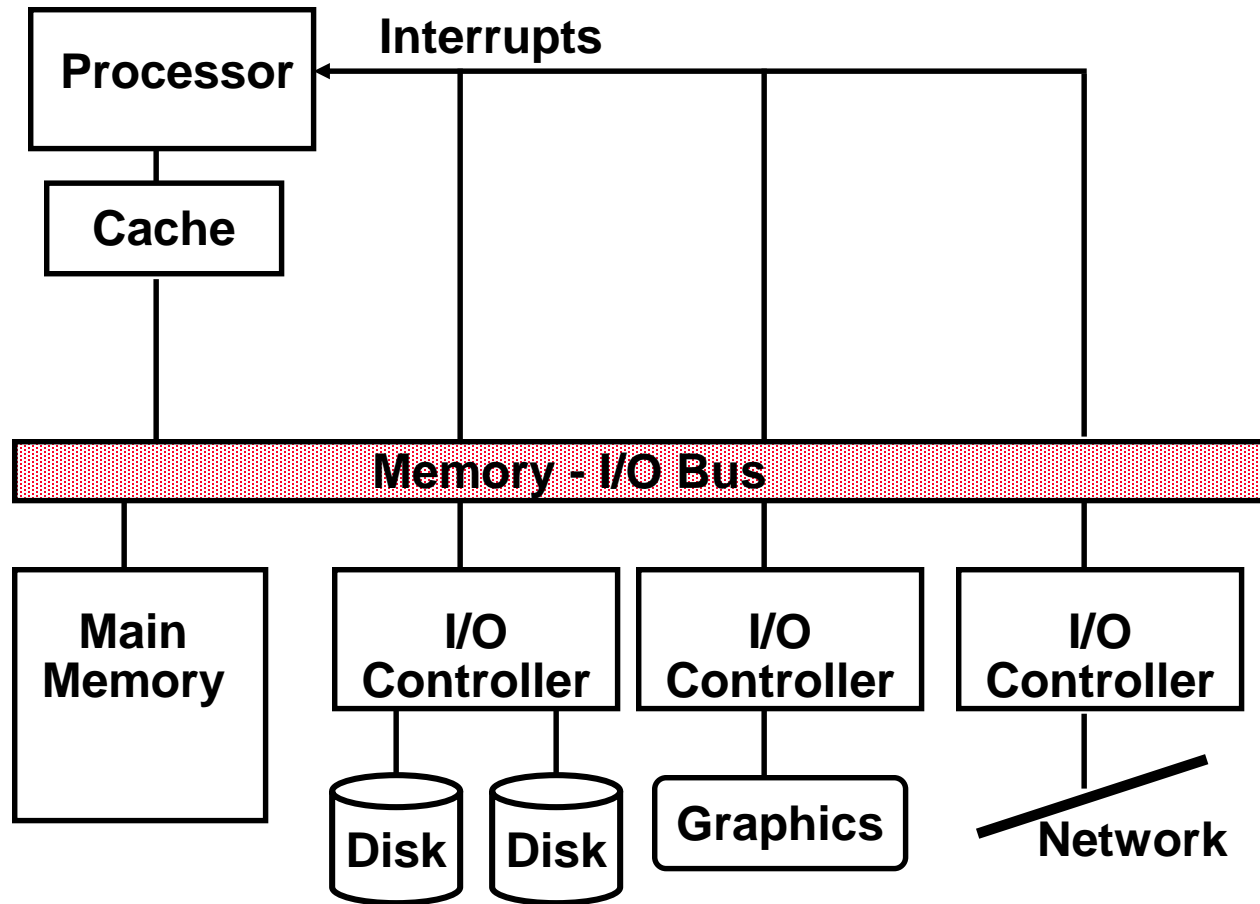 Interrupts
Processor
Cache
Memory - I/O Bus
Main
Memory
I/O
Controller
I/O
Controller
I/O
Controller
Disk
Disk
Graphics
Network